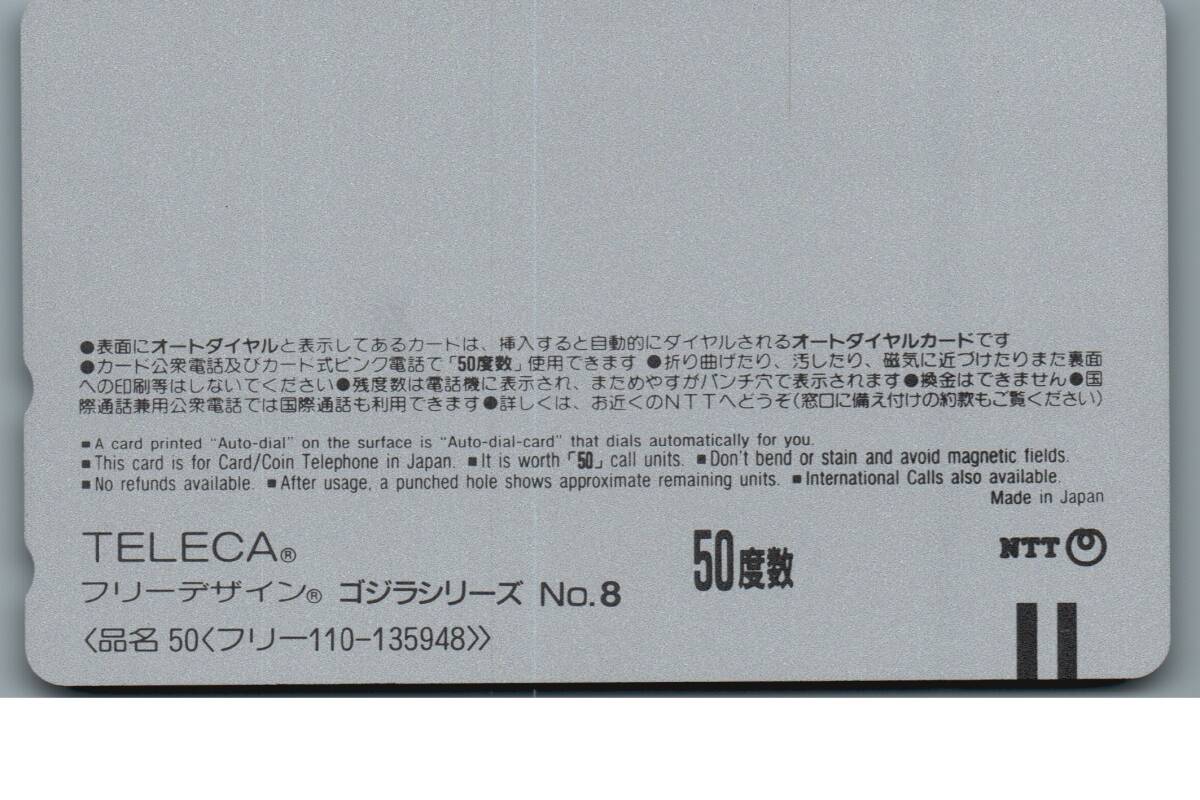 ●表面にオートダイヤルと表示してあるカードは、挿入すると自動的にダイヤルされるオートダイヤルカードです
●カード公衆電話及びカード式ピンク電話で「50度数」使用できます ●折り曲げたり、汚したり、磁気に近づけたりまた裏面
への印刷等はしないでください●残度数は電話機に表示され、まためやすがパンチ穴で表示されます●換金はできません●国
際通話兼用公衆電話では国際通話も利用できます●詳しくは、お近くのNTTへどうぞ(窓口に備え付けの約款もご覧ください)
■A card printed "Auto-dial" on the surface is "Auto-dial-card" that dials automatically for you.
■This card is for Card/Coin Telephone in Japan. ■It is worth「50」call units. ■Don't bend or stain and avoid magnetic fields.
■No refunds available. ■After usage, a punched hole shows approximate remaining units. ■International Calls also available.
Made in Japan
TELECA®
50度数
NTT
フリーデザイン® ゴジラシリーズ No.8
〈品名 50〈フリー110-135948〉〉